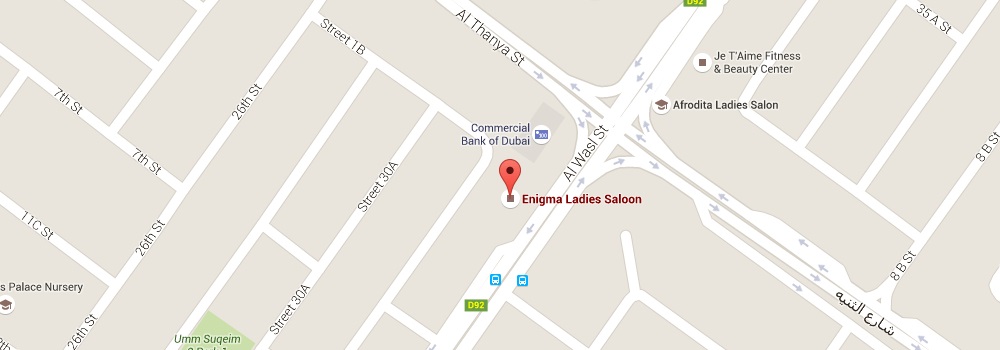 D92
Al Thanya St
35 A St
Street 1B
Je T'Aime Fitness
& Beauty Center
7th St
26th St
Afrodita Ladies Salon
Commercial
Bank of Dubai
Al Wasl St
8 B St
7th St
Street 30A
Enigma Ladies Saloon
11C St
26th St
8 B St
s Palace Nursery
شارع الثنيه
D92
Street 30A
26th St
Umm Suqeim